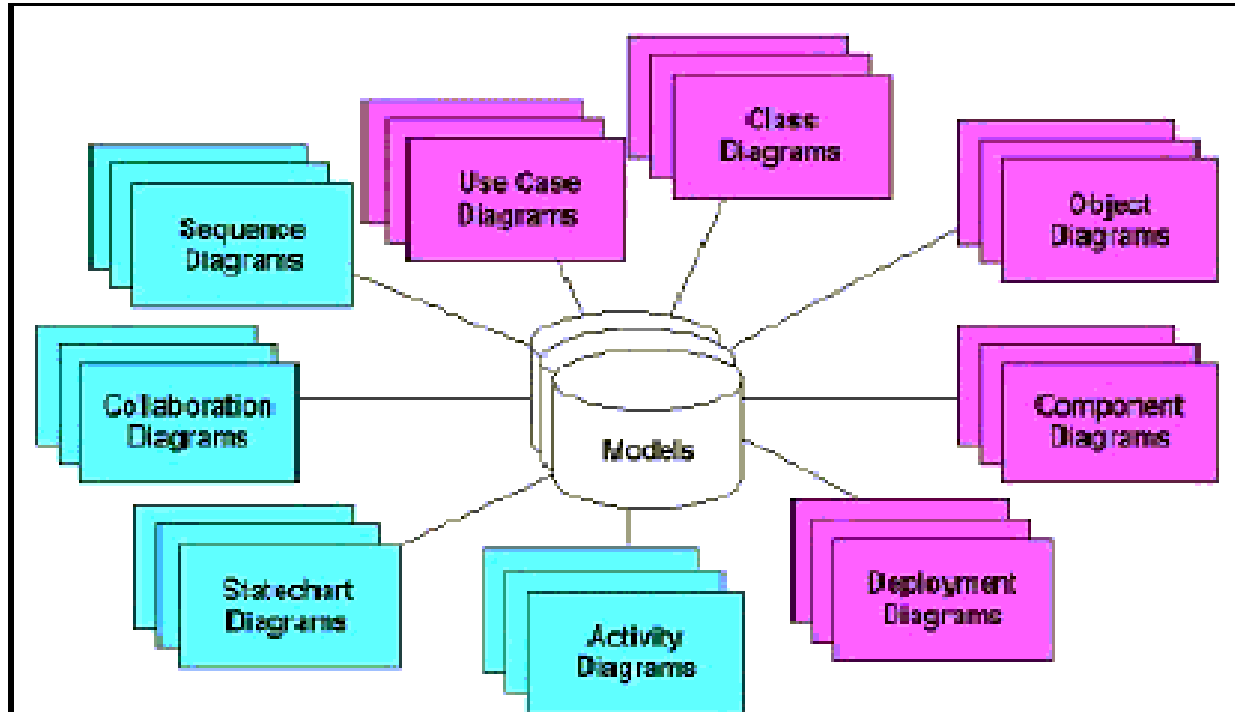 Class
Diagrams
Use Case
Diagrams
Object
Diagrams
Sequence
Diagrams
Collaboration
Diagrams
Component
Diagrams
Models
Statechart
Diagrams
Deployment
Diagrams
Activity
Diagrams